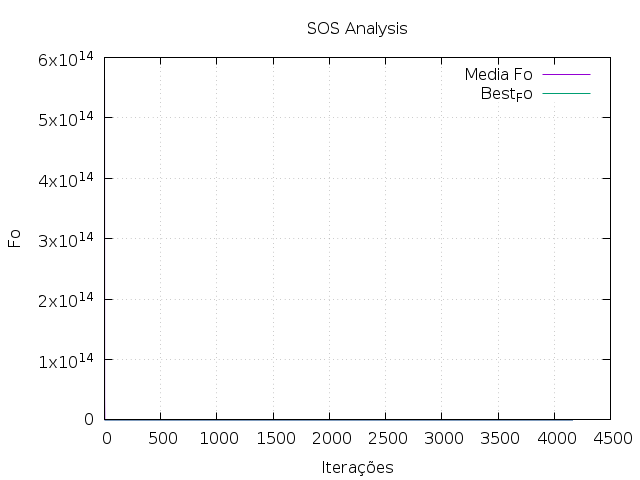 SOS Analysis
6x10^14
Media Fo
Best_Fo
5x10^14
4x10^14
3x10^14
Fo
2x10^14
1x10^14
0
0 500 1000 1500 2000 2500 3000 3500 4000 4500
Iterações